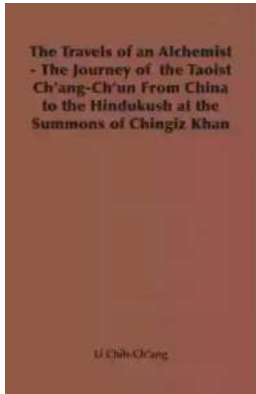 The Travels of an Alchemist
- The Journey of the Taoist
Ch'ang-Ch'un From China
to the Hindukush at the
Summons of Chingiz Khan
Li Chih-Ch'ang